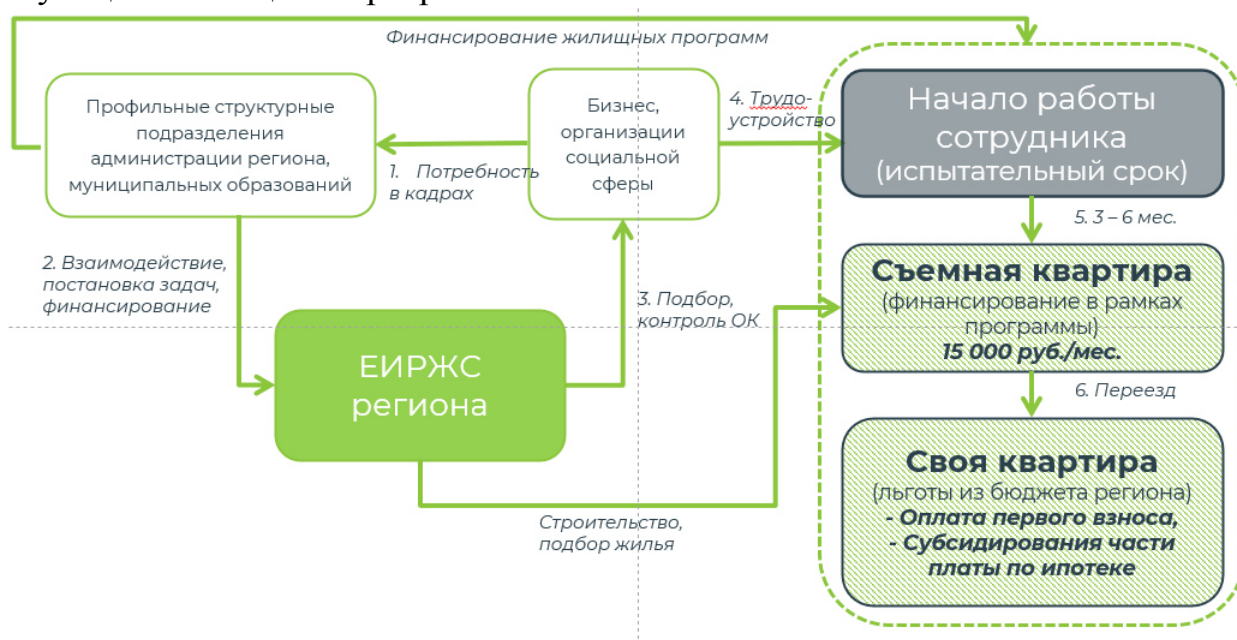 Финансирование жилищных программ
Профильные структурные
подразделения
администрации региона,
муниципальных образований
Бизнес,
организации
социальной
сферы
4. Трудо-
устройство
Начало работы
сотрудника
(испытательный срок)
1. Потребность
в кадрах
5. 3 – 6 мес.
2. Взаимодействие,
постановка задач,
финансирование
3. Подбор,
контроль ОК
Съемная квартира
(финансирование в рамках
программы)
15 000 руб./мес.
ЕИРЖС
региона
6. Переезд
Своя квартира
(льготы из бюджета региона)
- Оплата первого взноса,
- Субсидирования части
платы по ипотеке
Строительство,
подбор жилья